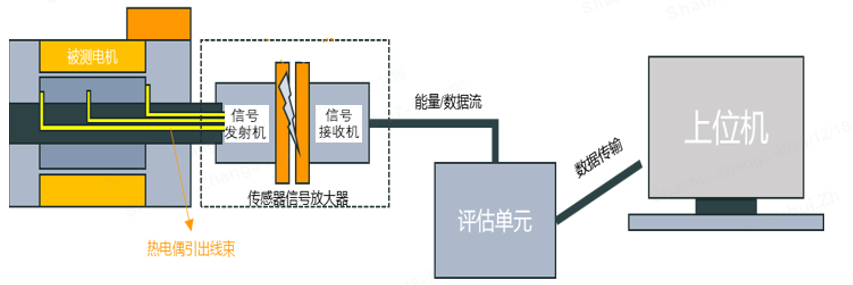 被测电机
信号
发射机
信号
接收机
能量/数据流
传感器信号放大器
热电偶引出线束
评估单元
数据传输
上位机